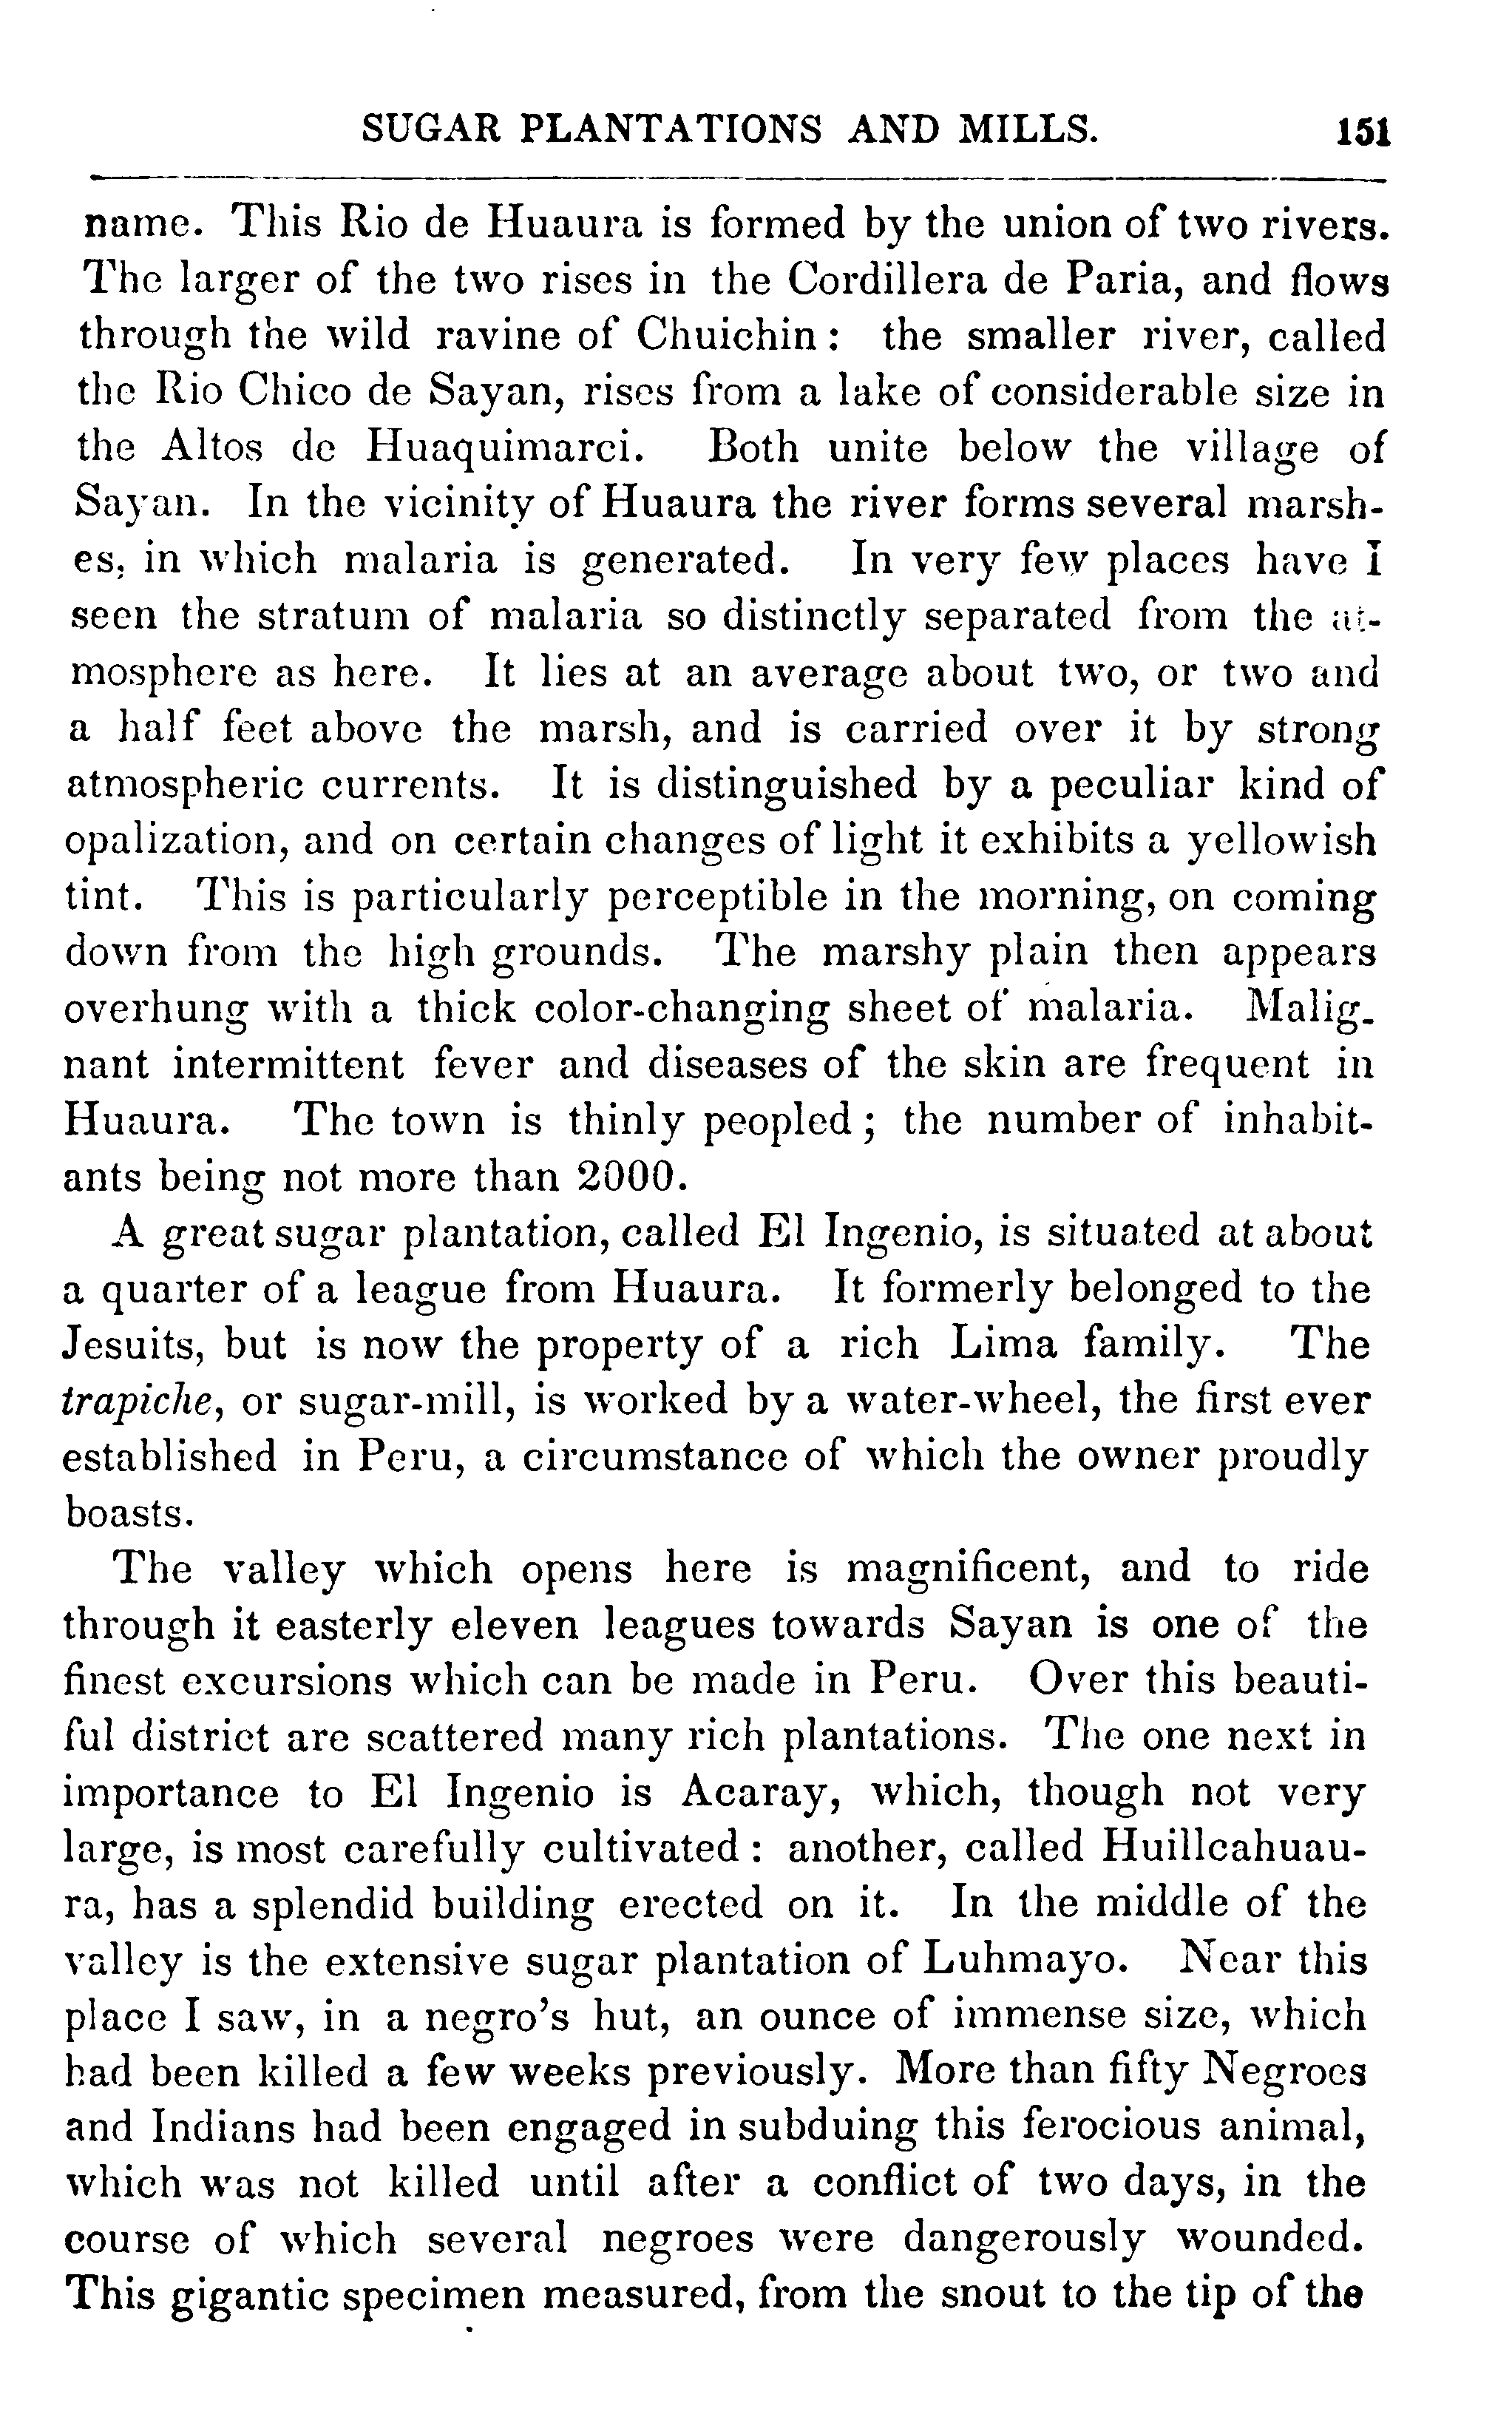 SUGAR PLANTATIONS AND MILLS. 151
name. This Rio de Huaura is formed by the union of two rivers.
The larger of the two rises in the Cordillera de Paria, and flows
through the wild ravine of Chuichin : the smaller river, called
the Rio Chico de Sayan, rises from a lake of considerable size in
the Altos de Huaquimarci. Both unite below the village of
Sayan. In the vicinity of Huaura the river forms several marsh-
es, in which malaria is generated. In very few places have I
seen the stratum of malaria so distinctly separated from the at-
mosphere as here. It lies at an average about two, or two and
a half feet above the marsh, and is carried over it by strong
atmospheric currents. It is distinguished by a peculiar kind of
opalization, and on certain changes of light it exhibits a yellowish
tint. This is particularly perceptible in the morning, on coming
down from the high grounds. The marshy plain then appears
overhung with a thick color-changing sheet of malaria. Malig-
nant intermittent fever and diseases of the skin are frequent in
Huaura. The town is thinly peopled ; the number of inhabit-
ants being not more than 2000.
A great sugar plantation, called El Ingenio, is situated at about
a quarter of a league from Huaura. It formerly belonged to the
Jesuits, but is now the property of a rich Lima family. The
trapiche, or sugar-mill, is worked by a water-wheel, the first ever
established in Peru, a circumstance of which the owner proudly
boasts.
The valley which opens here is magnificent, and to ride
through it easterly eleven leagues towards Sayan is one of the
finest excursions which can be made in Peru. Over this beauti-
ful district are scattered many rich plantations. The one next in
importance to El Ingenio is Acaray, which, though not very
large, is most carefully cultivated : another, called Huillcahuau-
ra, has a splendid building erected on it. In the middle of the
valley is the extensive sugar plantation of Luhmayo. Near this
place I saw, in a negro's hut, an ounce of immense size, which
had been killed a few weeks previously. More than fifty Negroes
and Indians had been engaged in subduing this ferocious animal,
which was not killed until after a conflict of two days, in the
course of which several negroes were dangerously wounded.
This gigantic specimen measured, from the snout to the tip of the